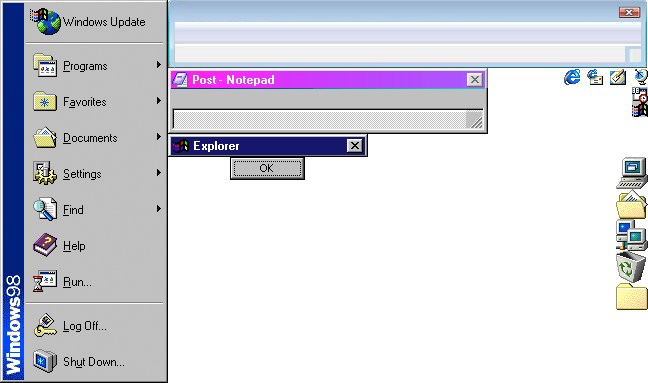 Windows Update
Programs
Favorites
Documents
Settings
Find
Help
Run...
Log Off...
Shut Down...
Windows98
Post - Notepad
Explorer
OK